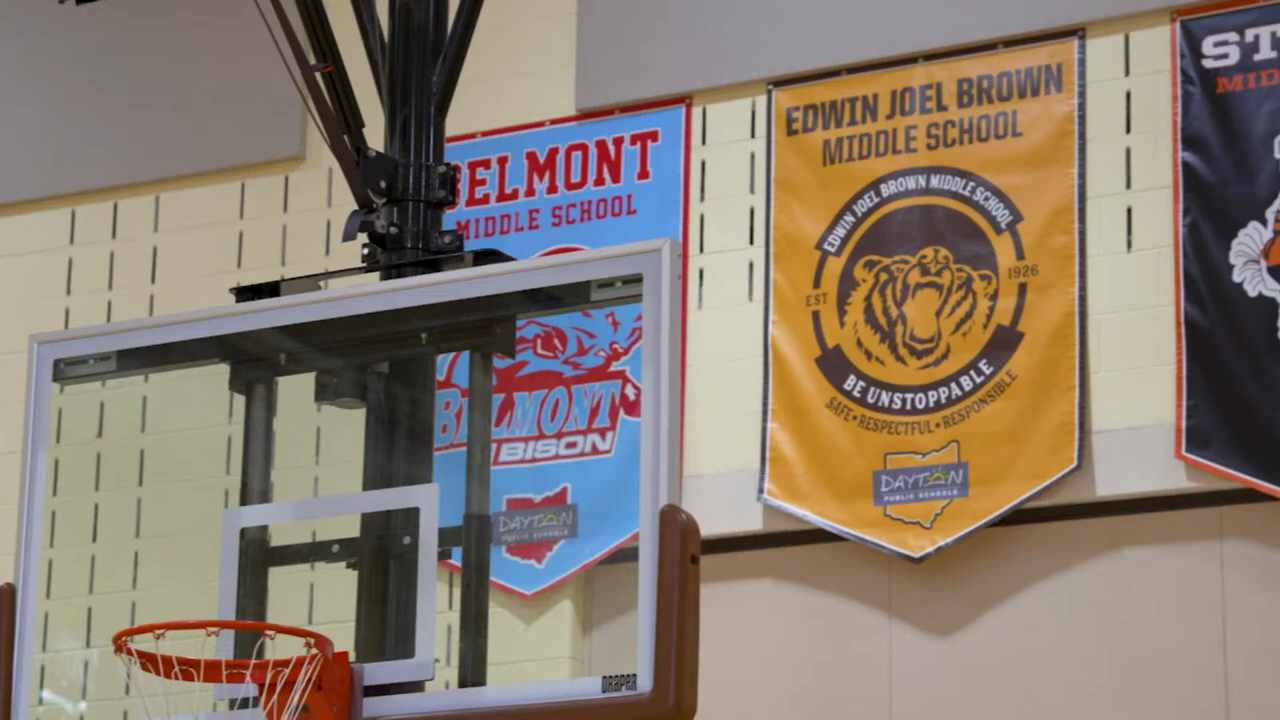 BELMONT
MIDDLE SCHOOL
BELMONT
BISON
DAYTON
PUBLIC SCHOOLS
EDWIN JOEL BROWN
MIDDLE SCHOOL
EDWIN JOEL BROWN MIDDLE SCHOOL
EST 1926
BE UNSTOPPABLE
SAFE•RESPECTFUL•RESPONSIBLE
DAYTON
PUBLIC SCHOOLS
ST
MID
DRAPER